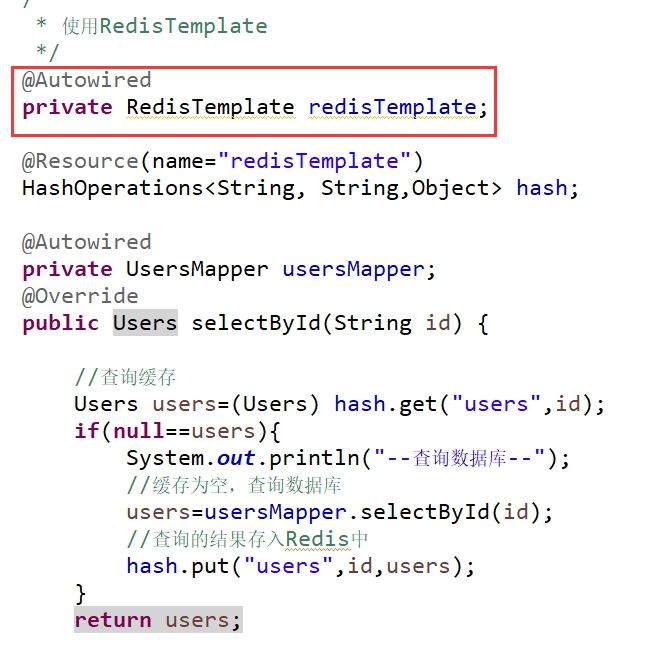 /
* 使用RedisTemplate
*/
@Autowired
private RedisTemplate redisTemplate;
@Resource(name="redisTemplate")
HashOperations<String, String,Object> hash;
@Autowired
private UsersMapper usersMapper;
@Override
public Users selectById(String id) {
//查询缓存
Users users=(Users) hash.get("users",id);
if(null==users){
System.out.println("--查询数据库--");
//缓存为空，查询数据库
users=usersMapper.selectById(id);
//查询的结果存入Redis中
hash.put("users",id,users);
}
return users;